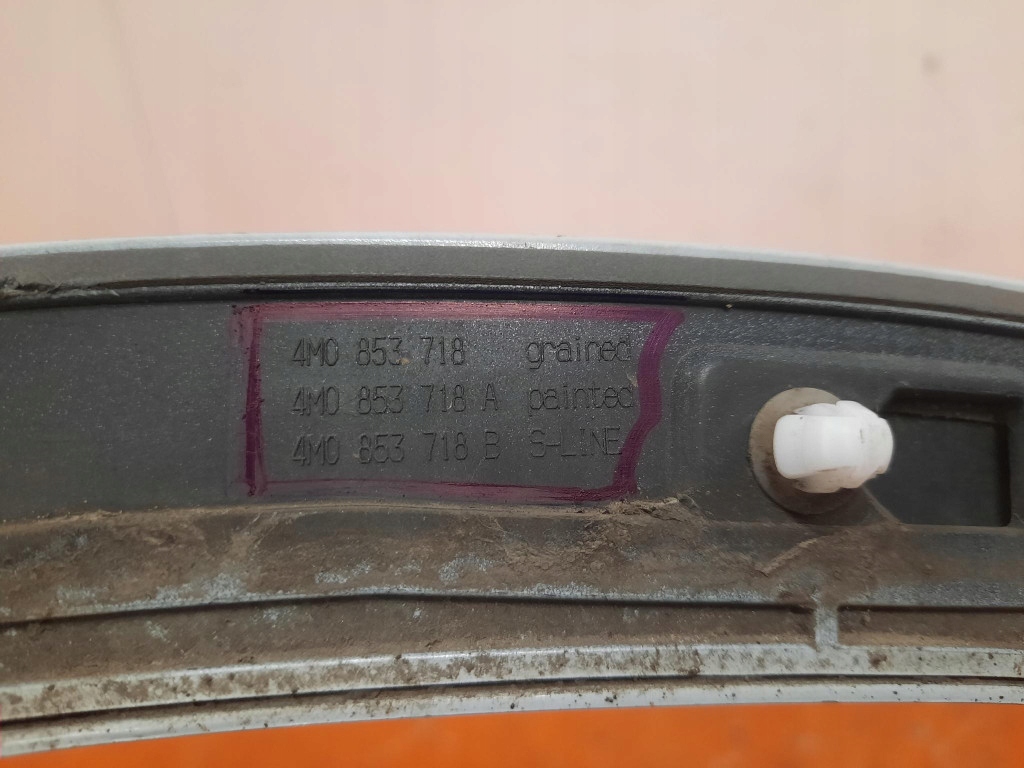 4M0 853 718 grained
4M0 853 718 A painted
4M0 853 718 B S-LINE